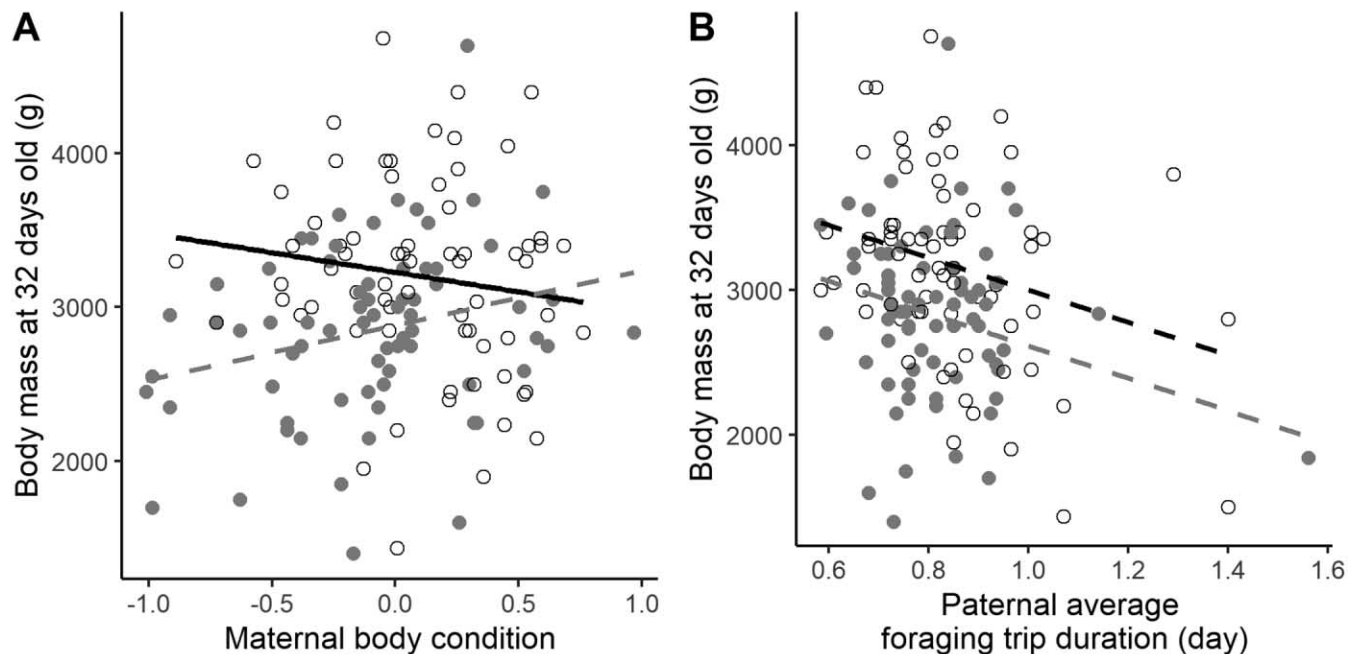 A
Body mass at 32 days old (g)
4000
3000
2000
-1.0 -0.5 0.0 0.5 1.0
Maternal body condition
B
Body mass at 32 days old (g)
4000
3000
2000
0.6 0.8 1.0 1.2 1.4 1.6
Paternal average
foraging trip duration (day)